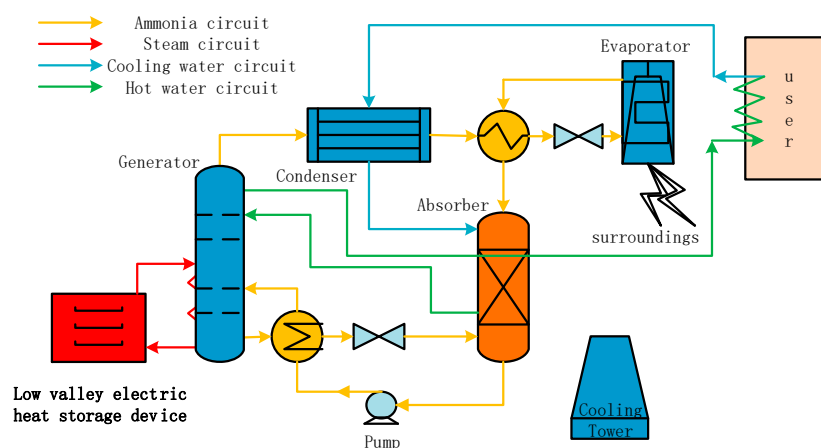 Ammonia circuit
Steam circuit
Cooling water circuit
Hot water circuit
Evaporator
user
Generator
Condenser
Absorber
surroundings
Low valley electric
heat storage device
Pump
Cooling
Tower